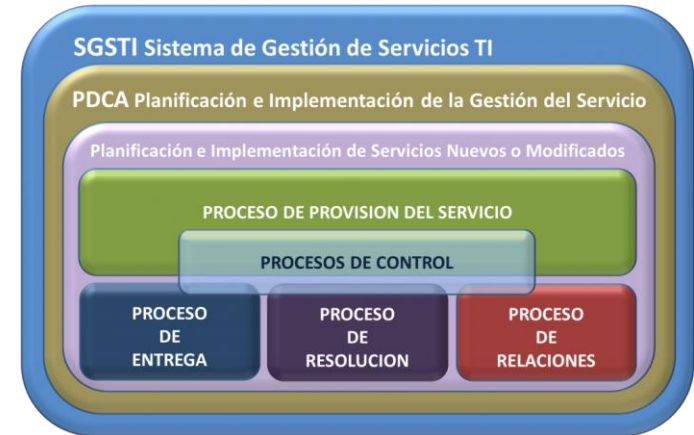 SGSTI Sistema de Gestión de Servicios TI
PDCA Planificación e Implementación de la Gestión del Servicio
Planificación e Implementación de Servicios Nuevos o Modificados
PROCESO DE PROVISION DEL SERVICIO
PROCESOS DE CONTROL
PROCESO
DE
ENTREGA
PROCESO
DE
RESOLUCION
PROCESO
DE
RELACIONES